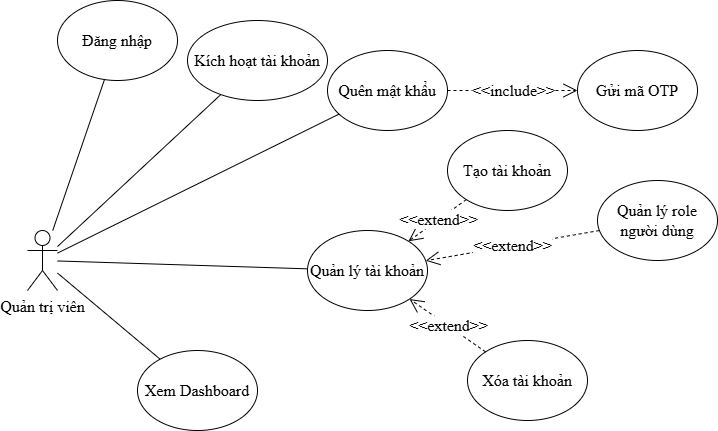 Đăng nhập
Kích hoạt tài khoản
Quên mật khẩu
<<include>>
Gửi mã OTP
Tạo tài khoản
<<extend>>
Quản lý role
người dùng
<<extend>>
Quản lý tài khoản
Quản trị viên
<<extend>>
Xóa tài khoản
Xem Dashboard